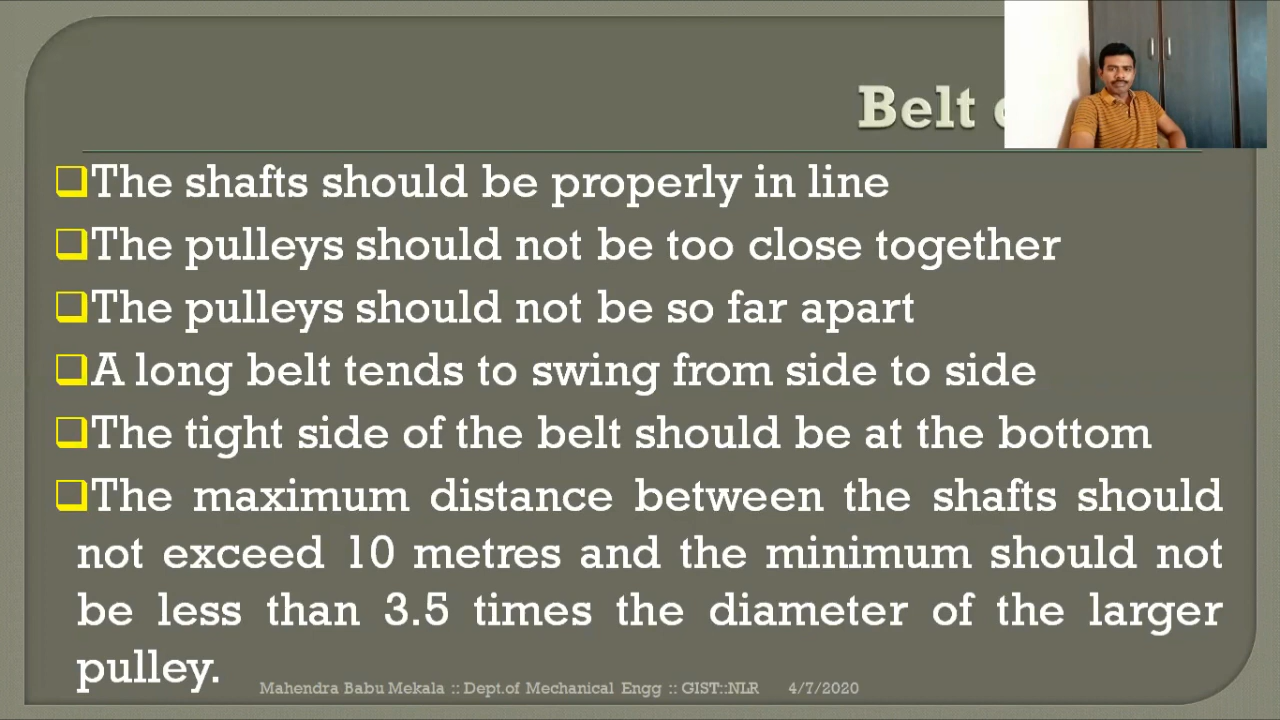 Belt
The shafts should be properly in line
The pulleys should not be too close together
The pulleys should not be so far apart
A long belt tends to swing from side to side
The tight side of the belt should be at the bottom
The maximum distance between the shafts should
not exceed 10 metres and the minimum should not
be less than 3.5 times the diameter of the larger
pulley.
Mahendra Babu Mekala :: Dept.of Mechanical Engg :: GIST::NLR 4/7/2020